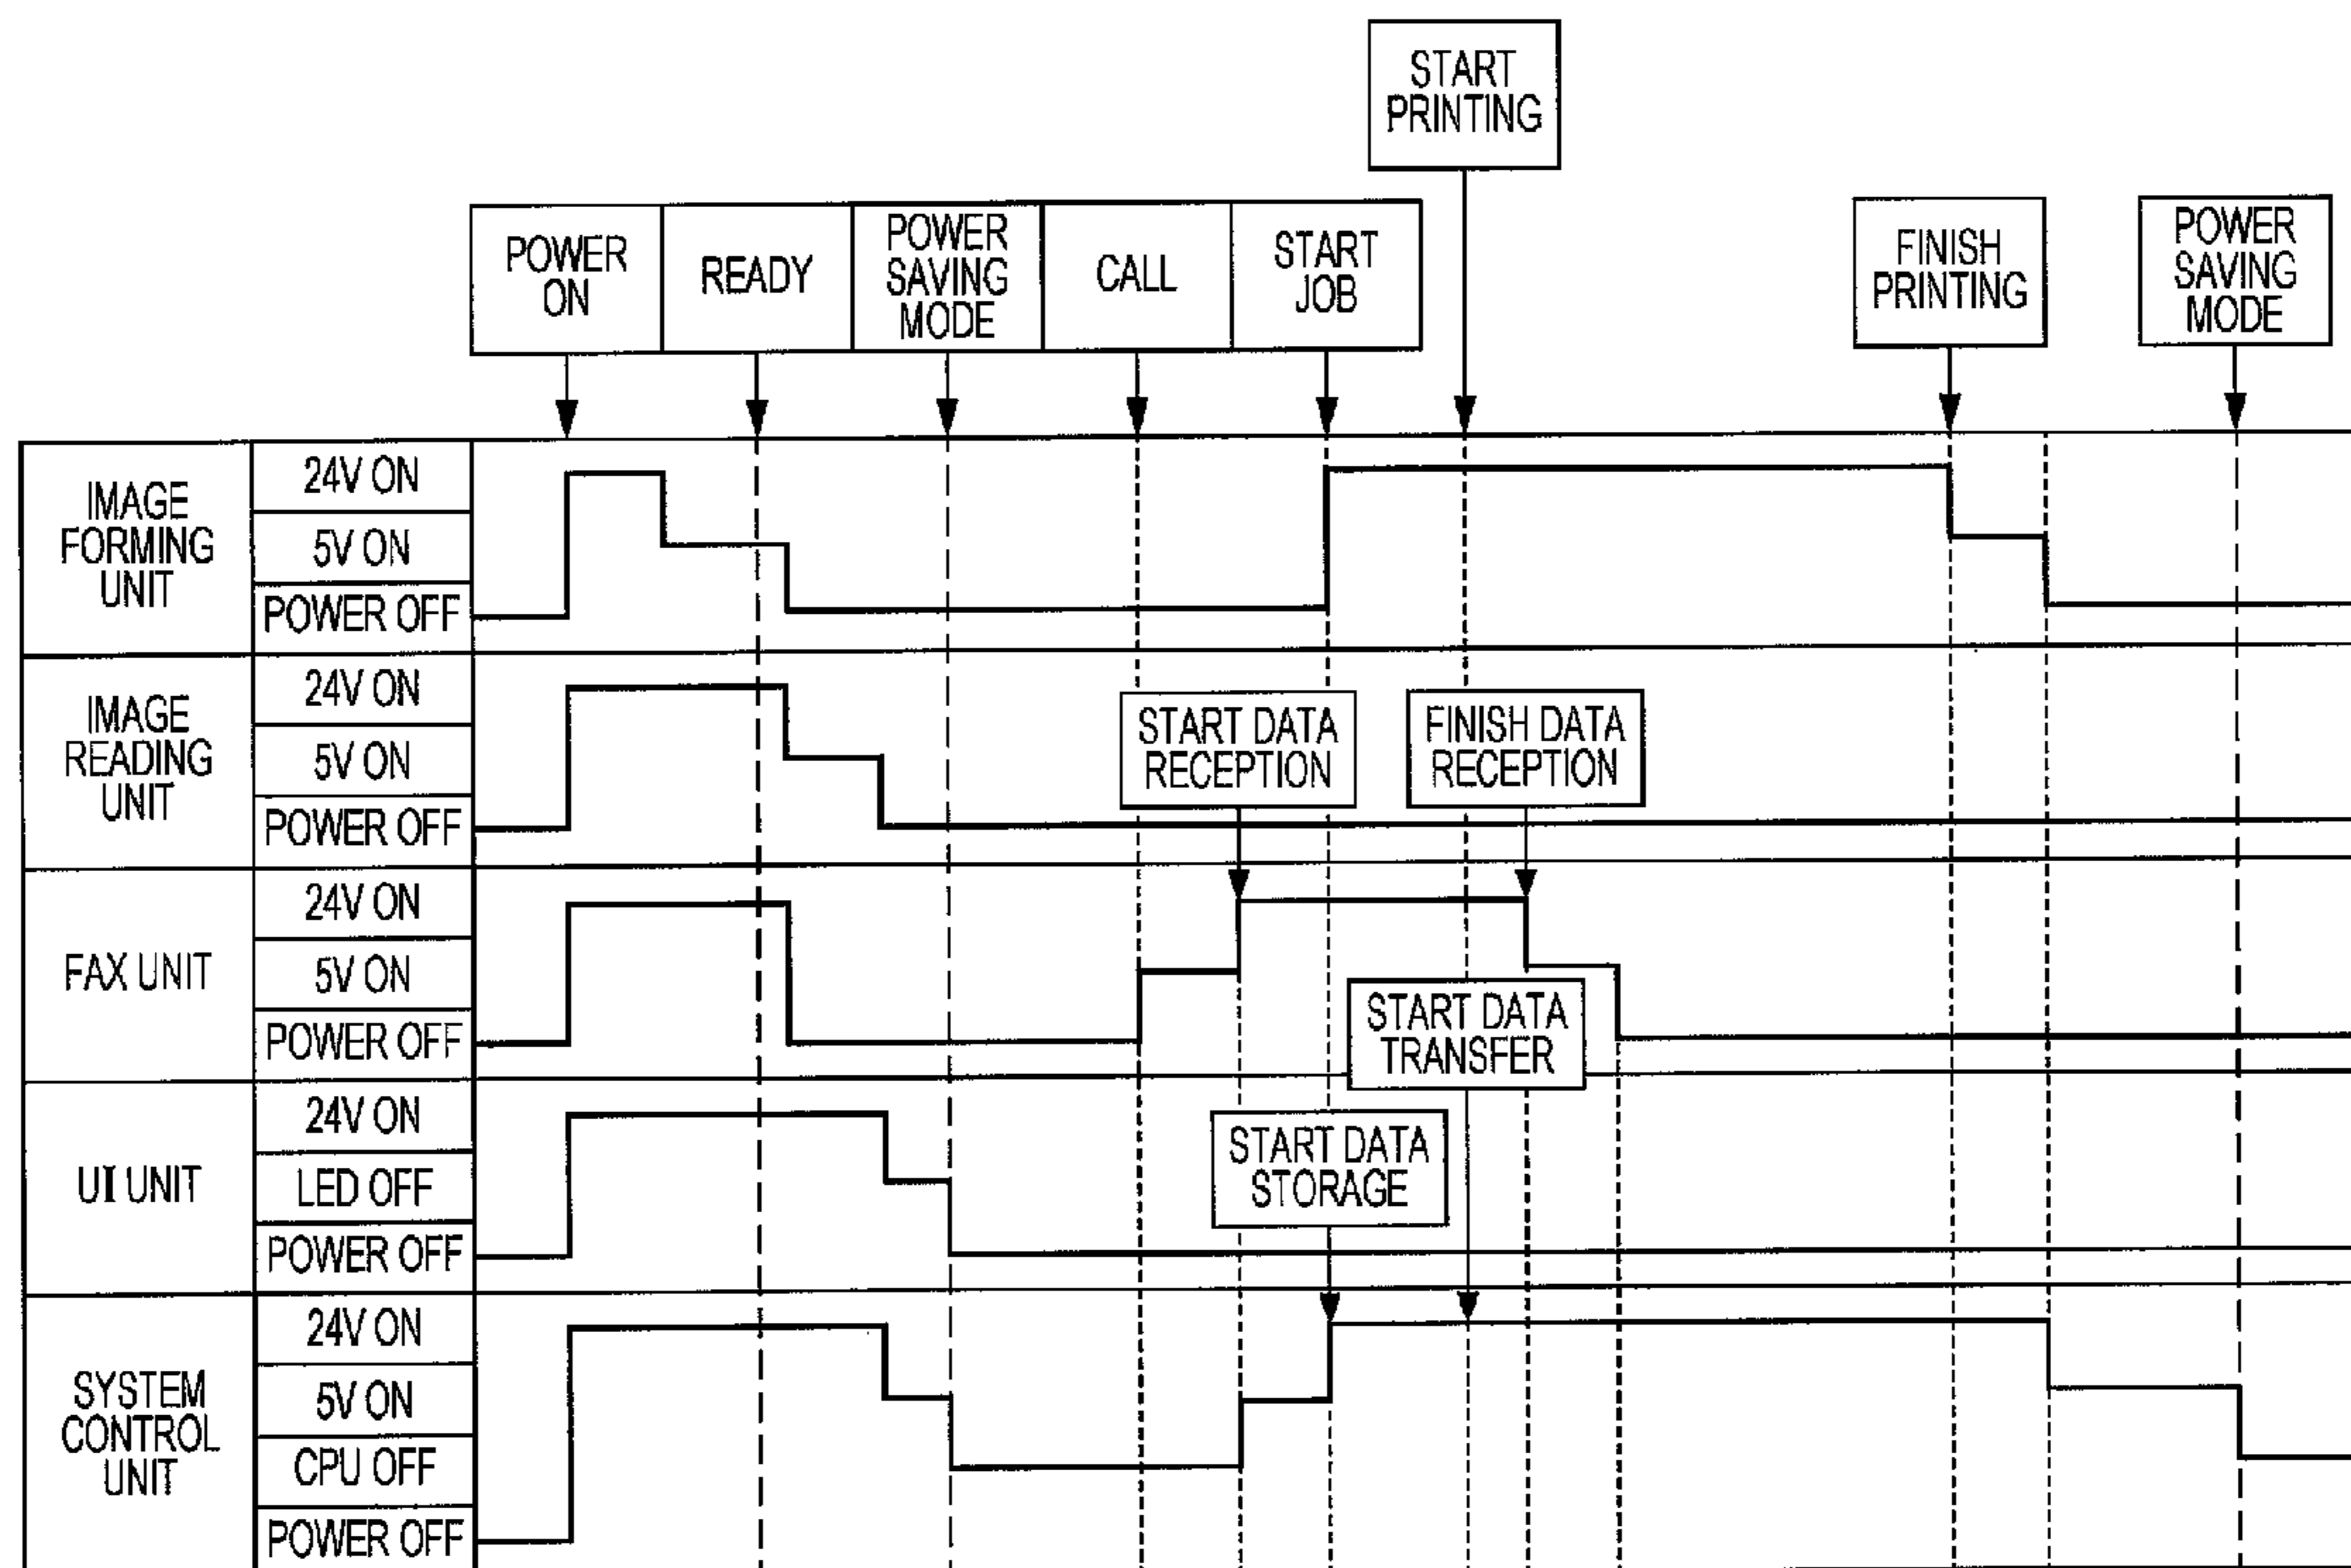 START
PRINTING
POWER
ON
READY
POWER
SAVING
MODE
CALL
START
JOB
FINISH
PRINTING
POWER
SAVING
MODE
IMAGE
FORMING
UNIT
24V ON
5V ON
POWER OFF
IMAGE
READING
UNIT
24V ON
5V ON
POWER OFF
START DATA
RECEPTION
FINISH DATA
RECEPTION
FAX UNIT
24V ON
5V ON
POWER OFF
START DATA
TRANSFER
UI UNIT
24V ON
LED OFF
POWER OFF
START DATA
STORAGE
SYSTEM
CONTROL
UNIT
24V ON
5V ON
CPU OFF
POWER OFF